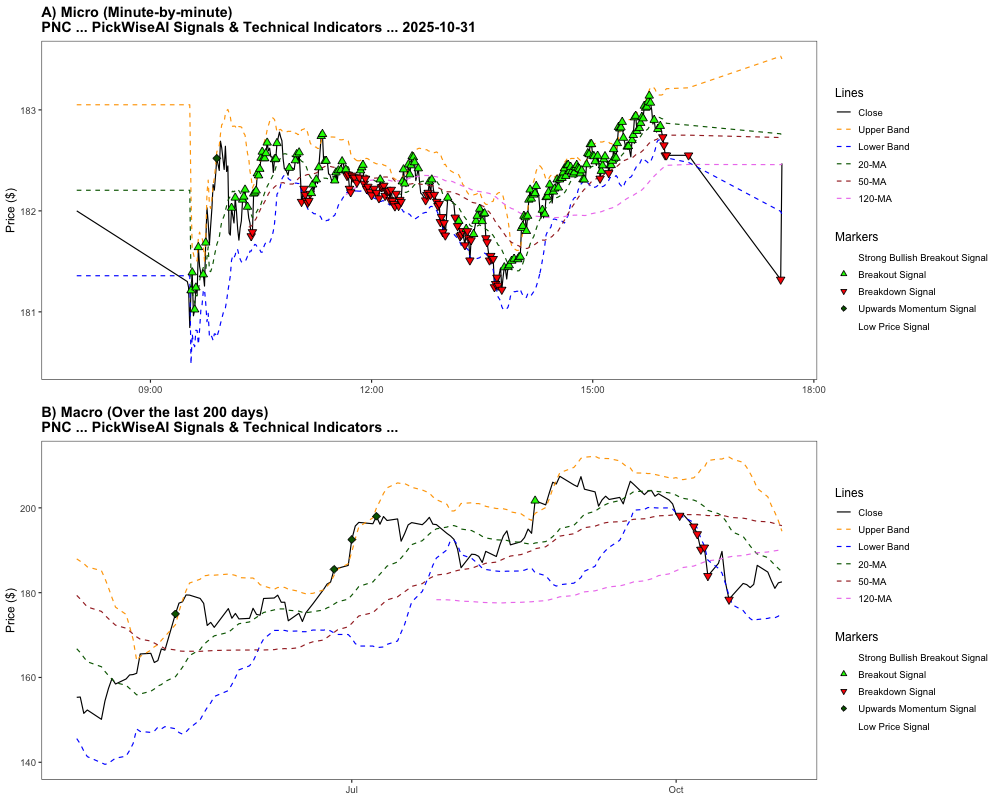 A) Micro (Minute-by-minute)
PNC ... PickWiseAI Signals & Technical Indicators ... 2025-10-31
Price ($)
183
182
181
09:00
12:00
15:00
18:00
Lines
Close
Upper Band
Lower Band
20-MA
50-MA
120-MA
Markers
Strong Bullish Breakout Signal
Breakout Signal
Breakdown Signal
Upwards Momentum Signal
Low Price Signal
B) Macro (Over the last 200 days)
PNC ... PickWiseAI Signals & Technical Indicators ...
Price ($)
200
180
160
140
Jul
Oct
Lines
Close
Upper Band
Lower Band
20-MA
50-MA
120-MA
Markers
Strong Bullish Breakout Signal
Breakout Signal
Breakdown Signal
Upwards Momentum Signal
Low Price Signal